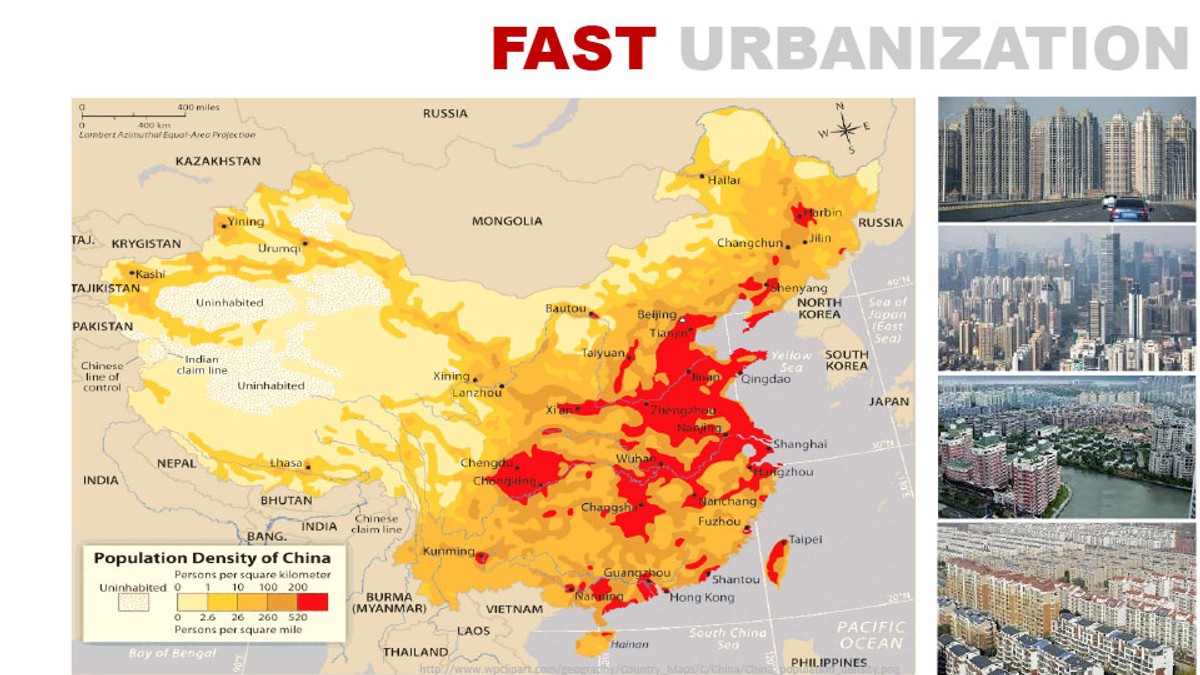 FAST URBANIZATION
0 400 miles
0 400 km
Lambert Azimuthal Equal-Area Projection
RUSSIA
N
W E
S
KAZAKHSTAN
Hailar
Yining
MONGOLIA
Harbin
RUSSIA
TAJ. KRYGISTAN
Urumqi
Changchun
Jilin
Kashi
TAJIKISTAN
Shenyang
40°N
Uninhabited
Bautou
Beijing
NORTH
KOREA
Sea of
Japan
(East
Sea)
PAKISTAN
Tianjin
Chinese
line of
control
Indian
claim line
Taiyuan
Yellow
Sea
SOUTH
KOREA
Uninhabited
Xining
Lanzhou
Jinan
Qingdao
JAPAN
Xi'an
Zhengzhou
Nanjing
Shanghai
30°N
NEPAL
Lhasa
Chengdu
Wuhan
Hangzhou
INDIA
Chongking
BHUTAN
Changsha
Nanchang
INDIA
Chinese
claim line
Fuzhou
BANG.
Taipei
Kunming
Population Density of China
Persons per square kilometer
Uninhabited 0 1 10 100 200
0 2.6 26 260 520
Persons per square mile
Guangzhou
Shantou
BURMA
(MYANMAR)
Nanning
Hong Kong
20°N
VIETNAM
LAOS
Hainan
South China
Sea
PACIFIC
OCEAN
Bay of Bengal
THAILAND
PHILIPPINES
90°E
http://www.wpclipart.com/geography/Country_Maps/C/China/China_population_density.png